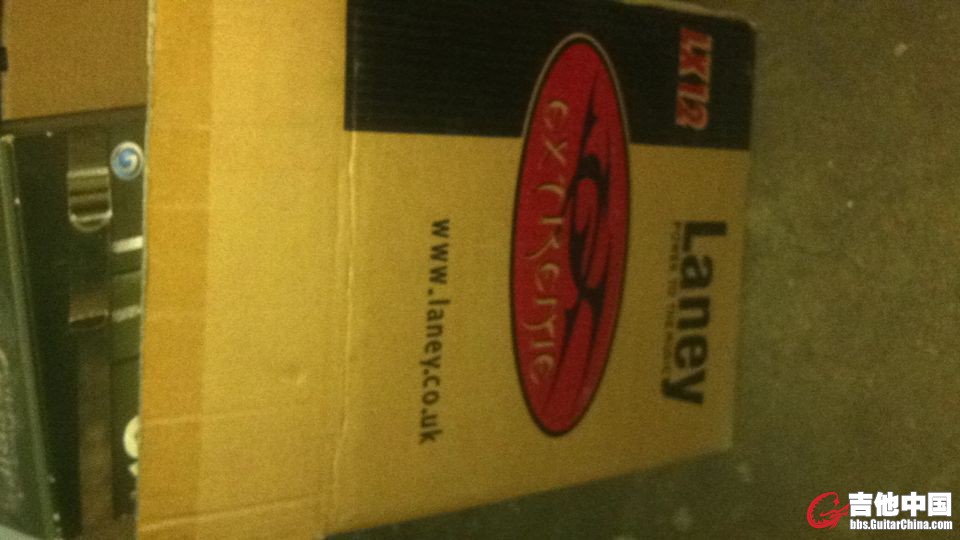 LX12
Laney
POWER TO THE MUSIC
EXTREME
www.laney.co.uk
吉他中国
bbs.GuitarChina.com